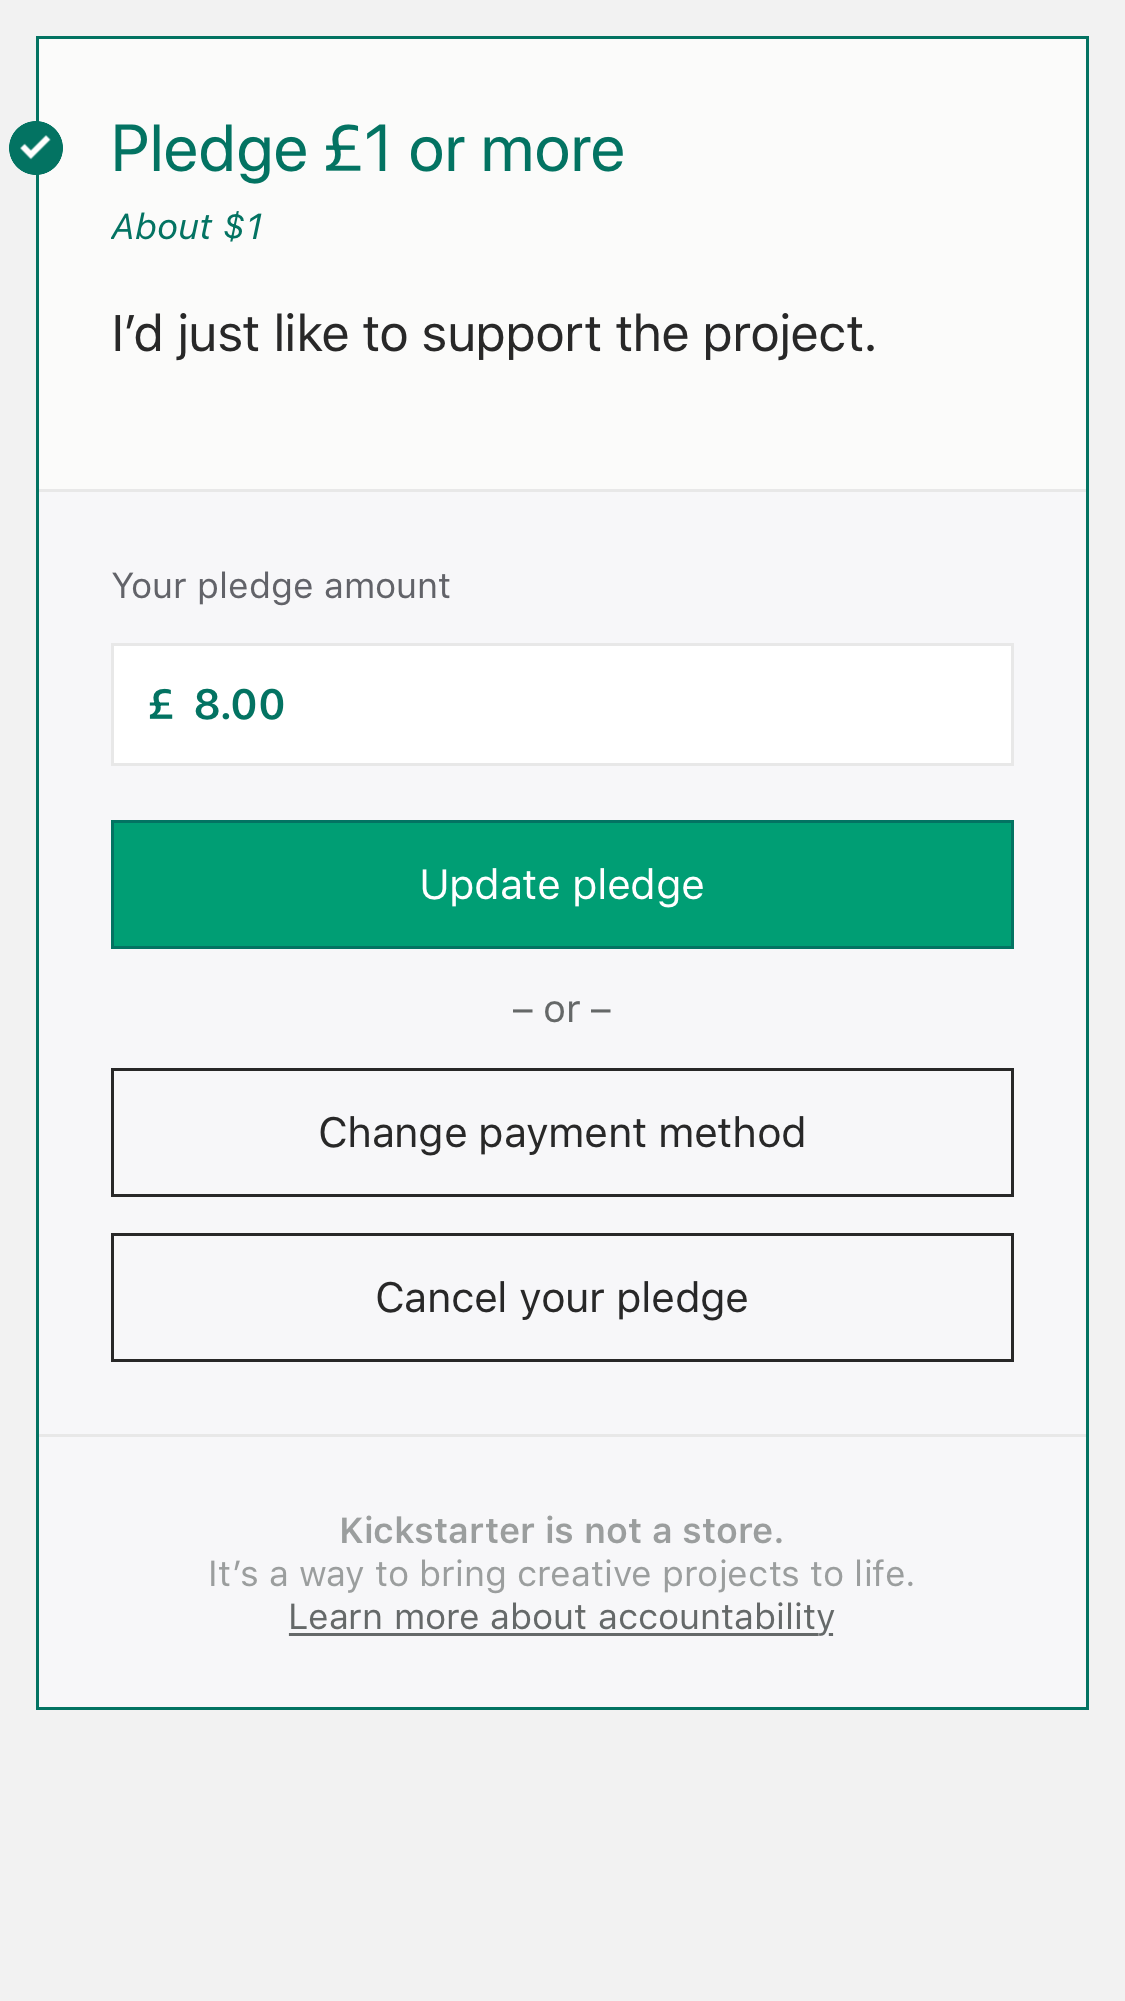 Pledge £1 or more
About $1
I’d just like to support the project.
Your pledge amount
£ 8.00
Update pledge
– or –
Change payment method
Cancel your pledge
Kickstarter is not a store.
It’s a way to bring creative projects to life.
Learn more about accountability